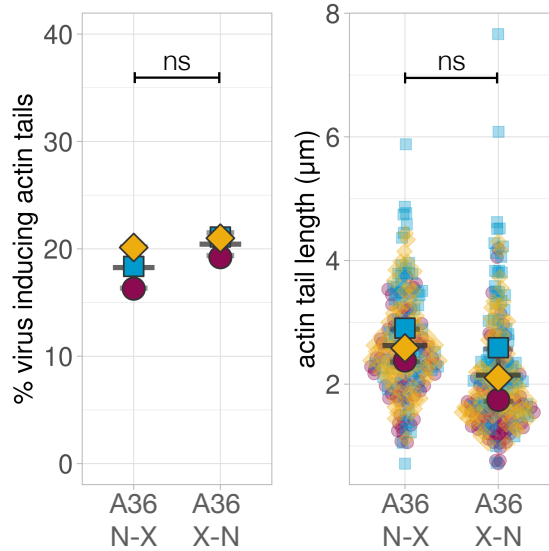 % virus inducing actin tails
40
30
20
10
0
ns
A36
N-X
A36
X-N
actin tail length (μm)
8
6
4
2
ns
A36
N-X
A36
X-N